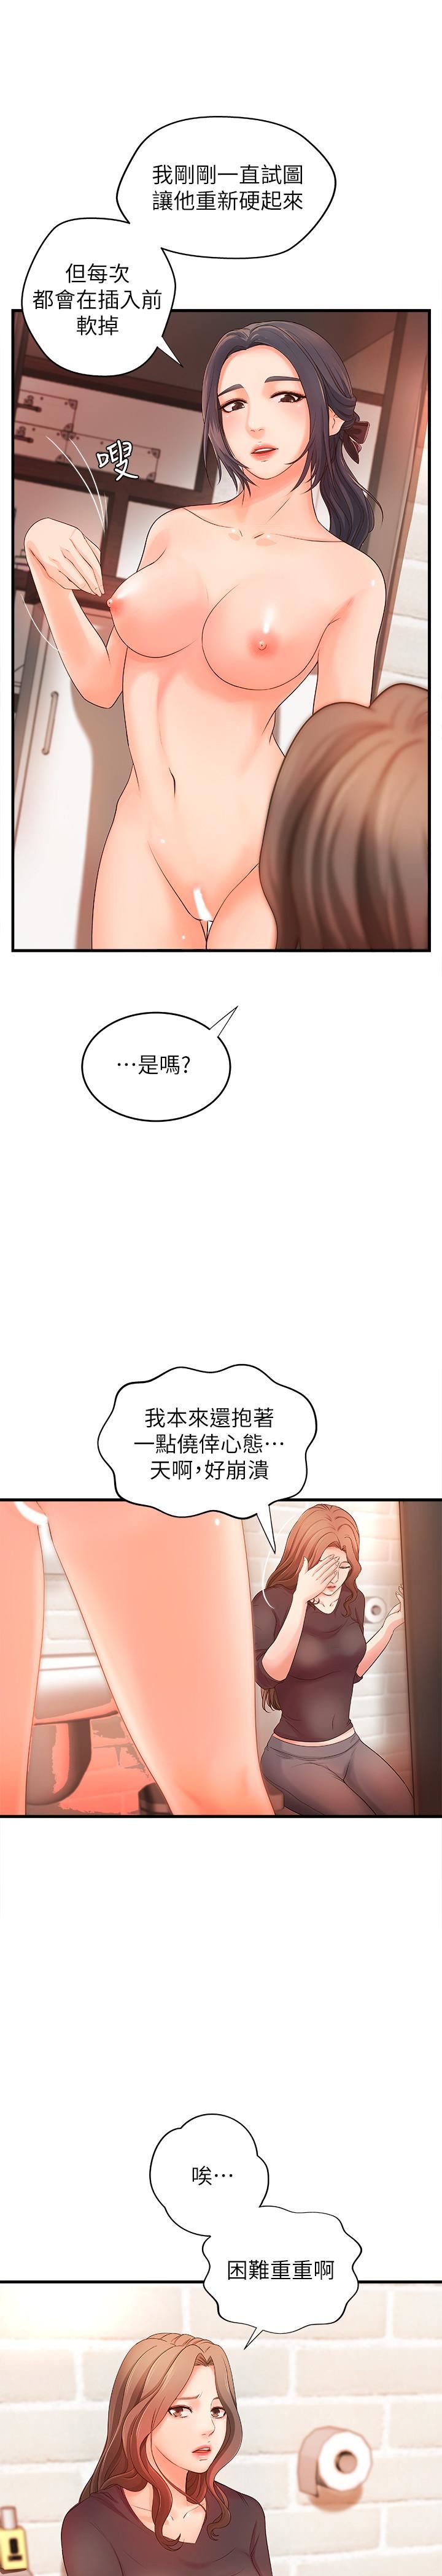 我剛剛一直試圖
讓他重新硬起來
但每次
都會在插入前
軟掉
嗖
…是嗎?
我本來還抱著
一點僥倖心態…
天啊,好崩潰
唉…
困難重重啊